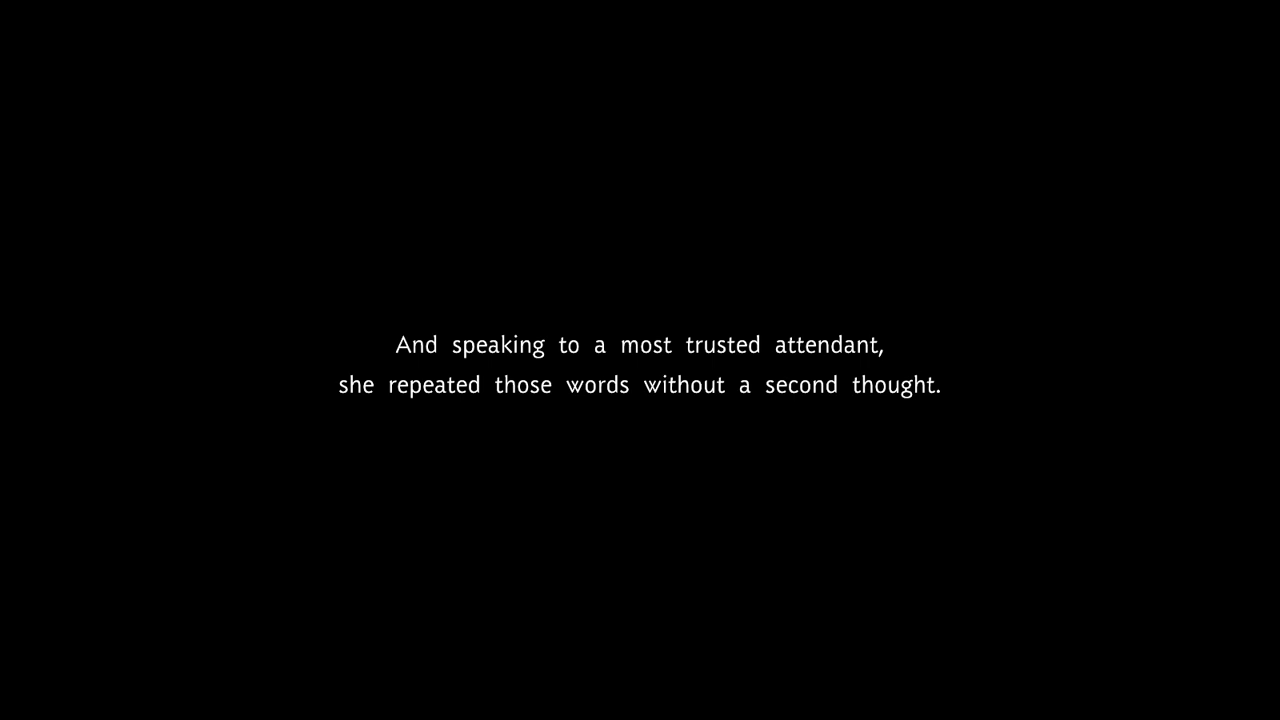 And speaking to a most trusted attendant,
she repeated those words without a second thought.